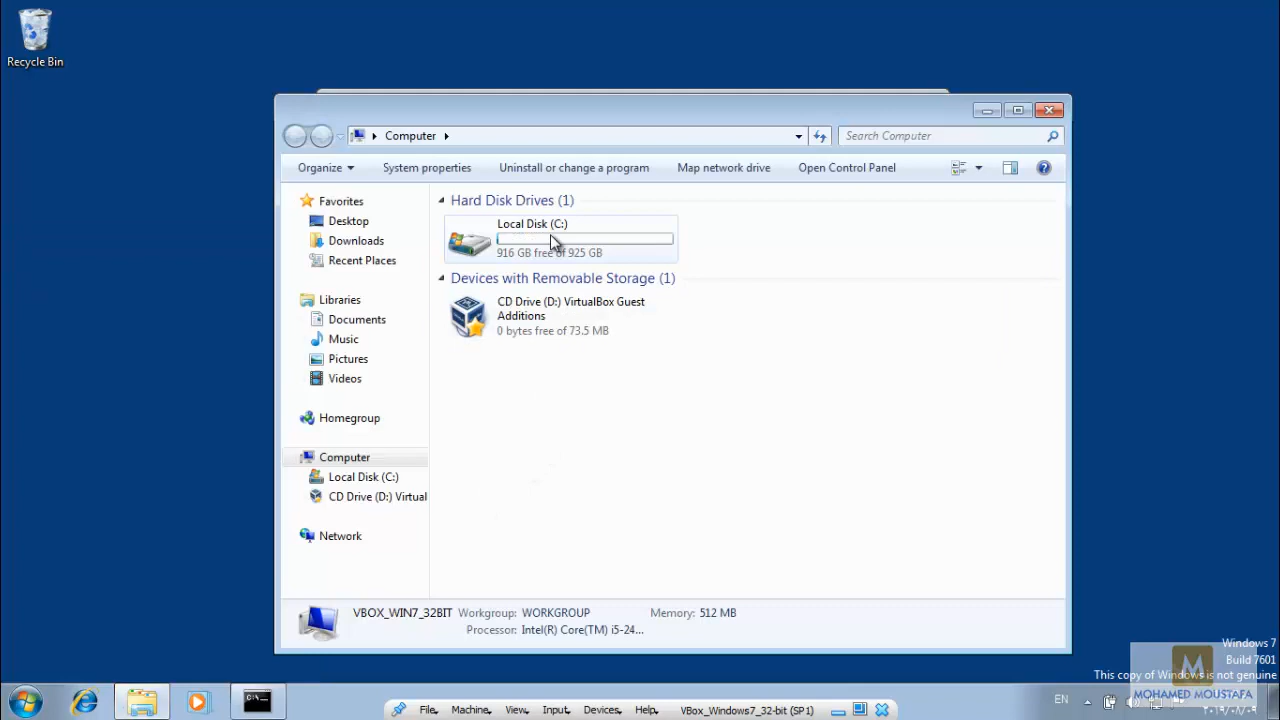 Recycle Bin
Computer
Search Computer
Organize
System properties
Uninstall or change a program
Map network drive
Open Control Panel
Favorites
Desktop
Downloads
Recent Places
Libraries
Documents
Music
Pictures
Videos
Homegroup
Computer
Local Disk (C:)
CD Drive (D:) Virtual
Network
Hard Disk Drives (1)
Local Disk (C:)
916 GB free of 925 GB
Devices with Removable Storage (1)
CD Drive (D:) VirtualBox Guest
Additions
0 bytes free of 73.5 MB
VBOX_WIN7_32BIT
Workgroup: WORKGROUP
Memory: 512 MB
Processor: Intel(R) Core(TM) i5-24...
Windows 7
Build 7601
This copy of Windows is not genuine
M
MOHAMED MOUSTAFA
C:\
File
Machine
View
Input
Devices
Help
VBox_Windows7_32-bit (SP1)
EN